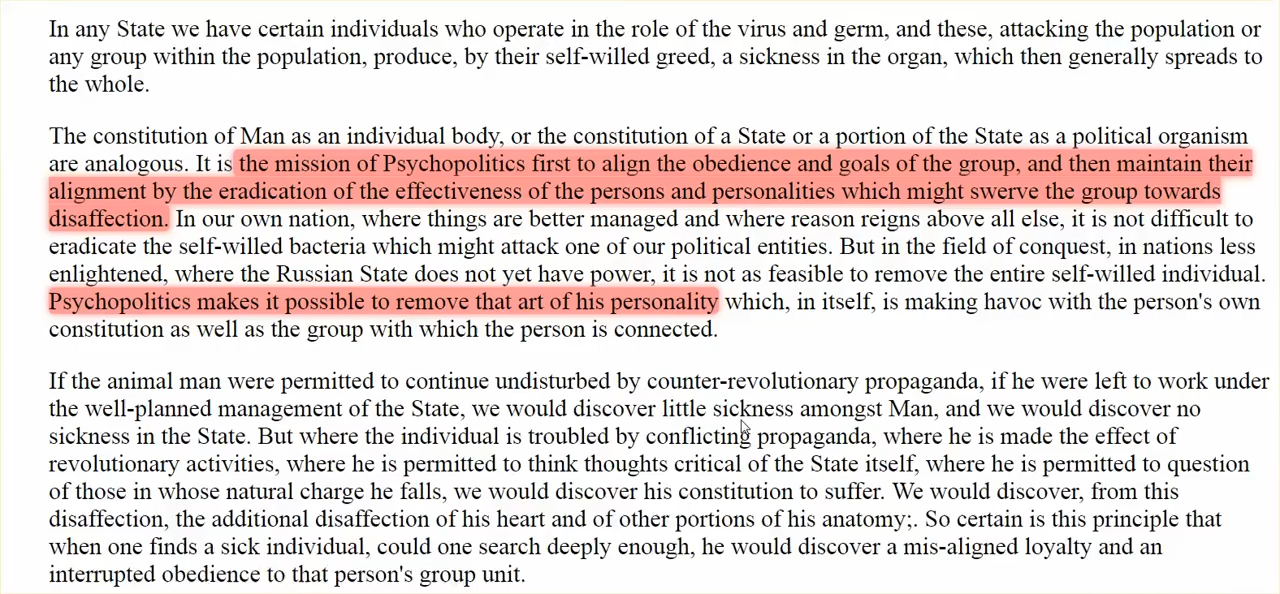 In any State we have certain individuals who operate in the role of the virus and germ, and these, attacking the population or
any group within the population, produce, by their self-willed greed, a sickness in the organ, which then generally spreads to
the whole.
The constitution of Man as an individual body, or the constitution of a State or a portion of the State as a political organism
are analogous. It is the mission of Psychopolitics first to align the obedience and goals of the group, and then maintain their
alignment by the eradication of the effectiveness of the persons and personalities which might swerve the group towards
disaffection. In our own nation, where things are better managed and where reason reigns above all else, it is not difficult to
eradicate the self-willed bacteria which might attack one of our political entities. But in the field of conquest, in nations less
enlightened, where the Russian State does not yet have power, it is not as feasible to remove the entire self-willed individual.
Psychopolitics makes it possible to remove that art of his personality which, in itself, is making havoc with the person's own
constitution as well as the group with which the person is connected.
If the animal man were permitted to continue undisturbed by counter-revolutionary propaganda, if he were left to work under
the well-planned management of the State, we would discover little sickness amongst Man, and we would discover no
sickness in the State. But where the individual is troubled by conflicting propaganda, where he is made the effect of
revolutionary activities, where he is permitted to think thoughts critical of the State itself, where he is permitted to question
of those in whose natural charge he falls, we would discover his constitution to suffer. We would discover, from this
disaffection, the additional disaffection of his heart and of other portions of his anatomy;. So certain is this principle that
when one finds a sick individual, could one search deeply enough, he would discover a mis-aligned loyalty and an
interrupted obedience to that person's group unit.